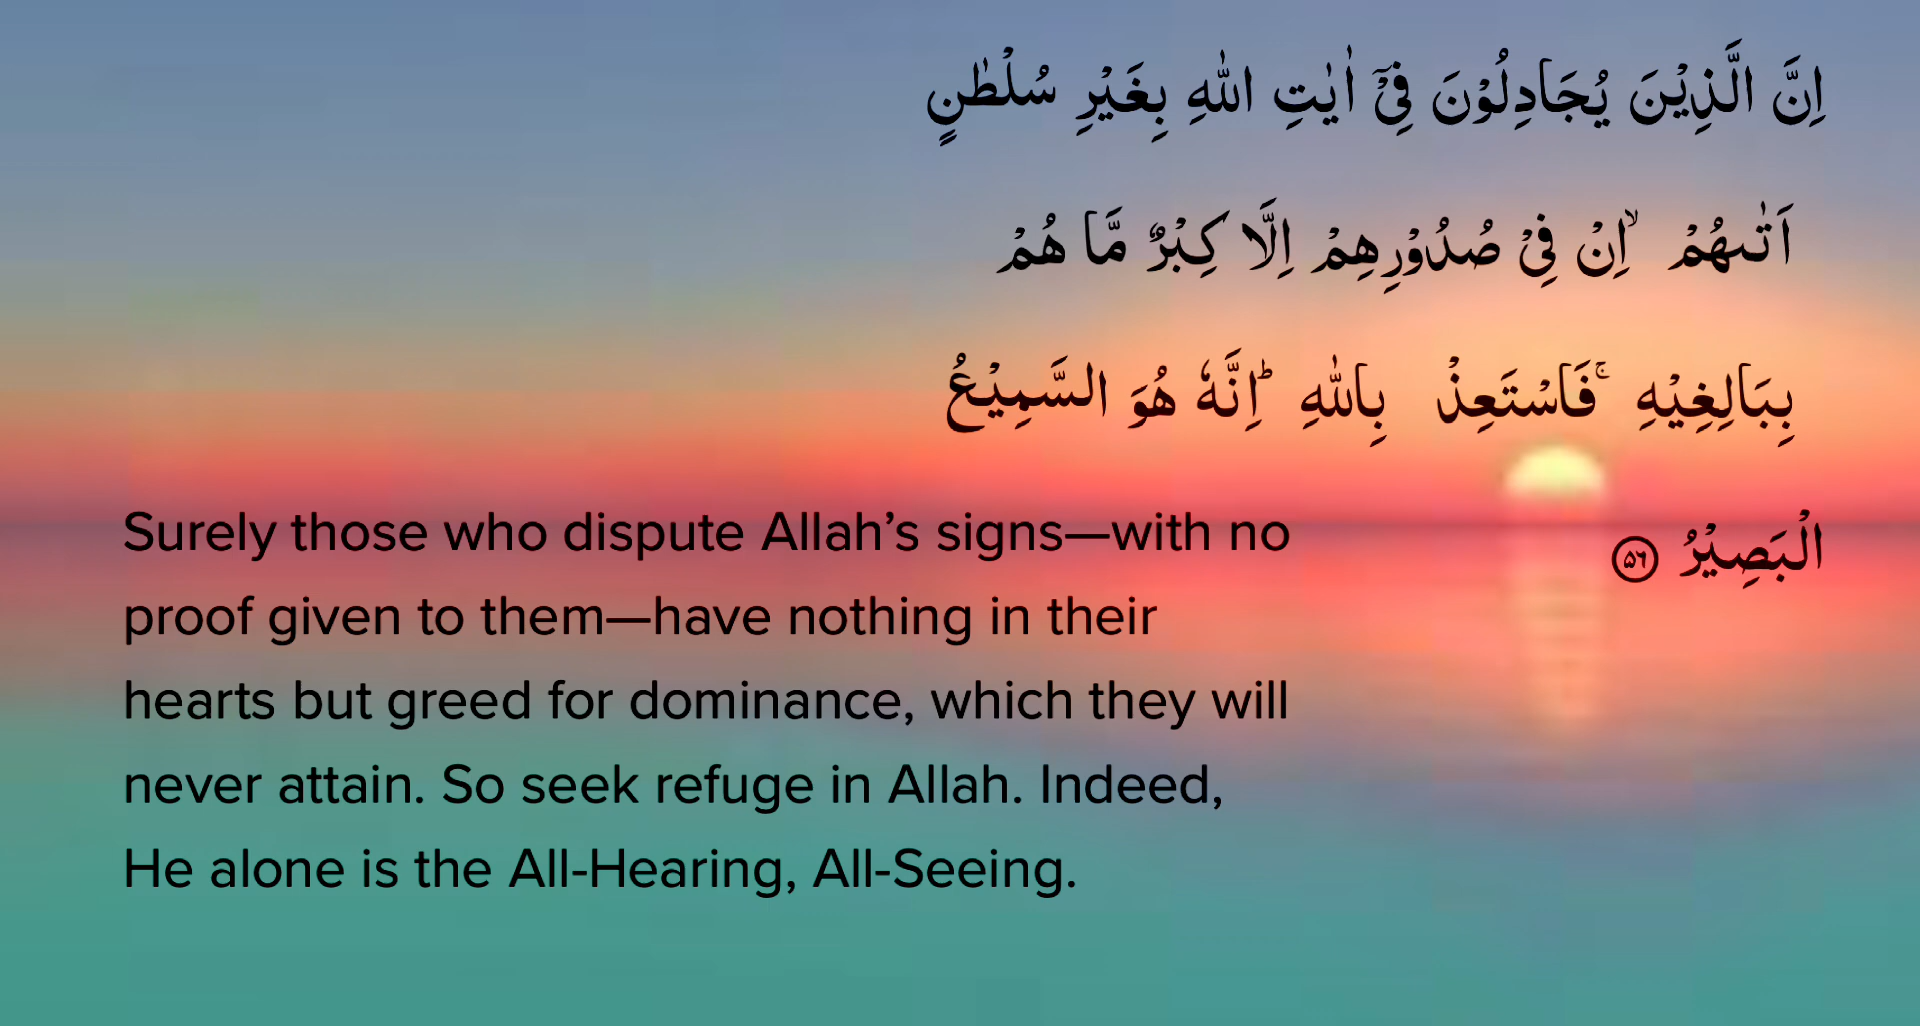 اِنَّ الَّذِيْنَ يُجَادِلُوْنَ فِيْۤ اٰيٰتِ اللّٰهِ بِغَيْرِ سُلْطٰنٍ
اَتٰىهُمْ ۙ اِنْ فِيْ صُدُوْرِهِمْ اِلَّا كِبْرٌ مَّا هُمْ
بِبَالِغِيْهِ ۚ فَاسْتَعِذْ بِاللّٰهِ ؕ اِنَّهٗ هُوَ السَّمِيْعُ
الْبَصِيْرُ ۵۶
Surely those who dispute Allah’s signs—with no
proof given to them—have nothing in their
hearts but greed for dominance, which they will
never attain. So seek refuge in Allah. Indeed,
He alone is the All-Hearing, All-Seeing.